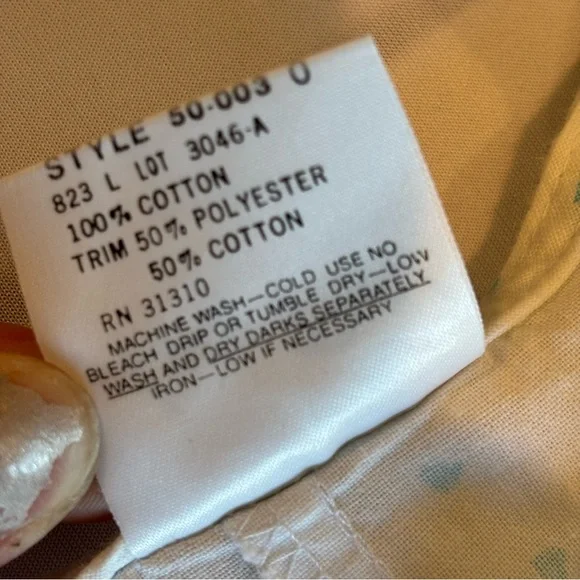 STYLE 50-003 0
823 L LOT 3046-A
100% COTTON
TRIM 50% POLYESTER
50% COTTON
RN 31310
MACHINE WASH—COLD USE NO
BLEACH DRIP OR TUMBLE DRY—LOW
WASH AND DRY DARKS SEPARATELY
IRON—LOW IF NECESSARY